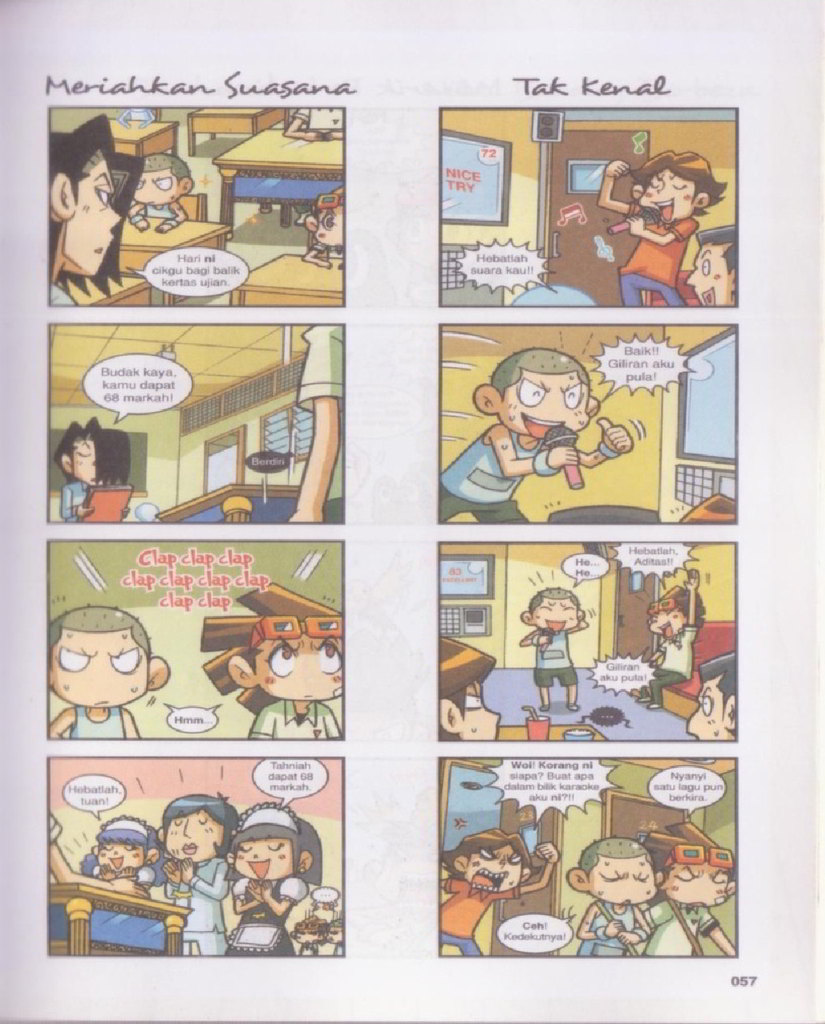 Meriahkan Suasana
Hari ni
cikgu bagi balik
kertas ujian.
Budak kaya,
kamu dapat
68 markah!
Berdiri
Clap clap clap
clap clap clap clap
clap clap
Hmm...
Hebatlah,
tuan!
Tahniah
dapat 68
markah.
Tak Kenal
72
NICE
TRY
Hebatlah
suara kau!!
Baik!!
Giliran aku
pula!
83
EXCELLENT
He...
He...
Hebatlah,
Aditas!!
Giliran
aku pula!
Woi! Korang ni
siapa? Buat apa
dalam bilik karaoke
aku ni?!!
Nyanyi
satu lagu pun
berkira.
24
Ceh!
Kedekutnya!
057